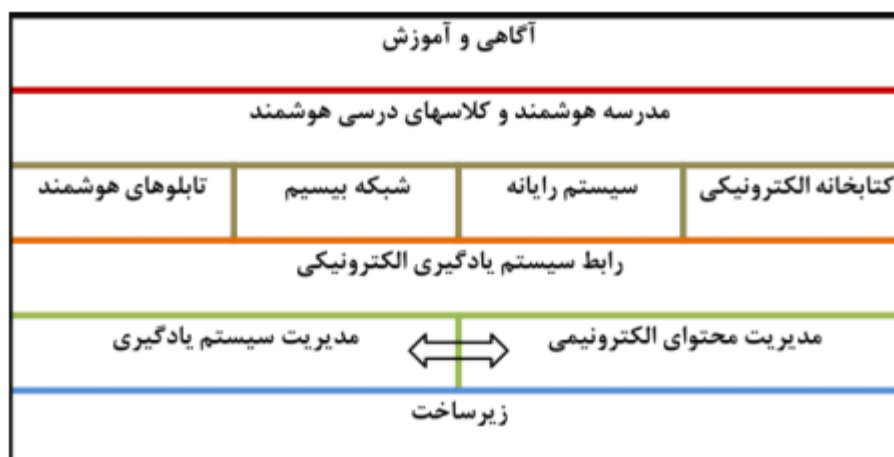 آگاهی و آموزش
مدرسه هوشمند و کلاسهای درسی هوشمند
کتابخانه الکترونیکی
سیستم رایانه
شبکه بیسیم
تابلوهای هوشمند
رابط سیستم یادگیری الکترونیکی
مدیریت محتوای الکترونیمی
مدیریت سیستم یادگیری
زیرساخت